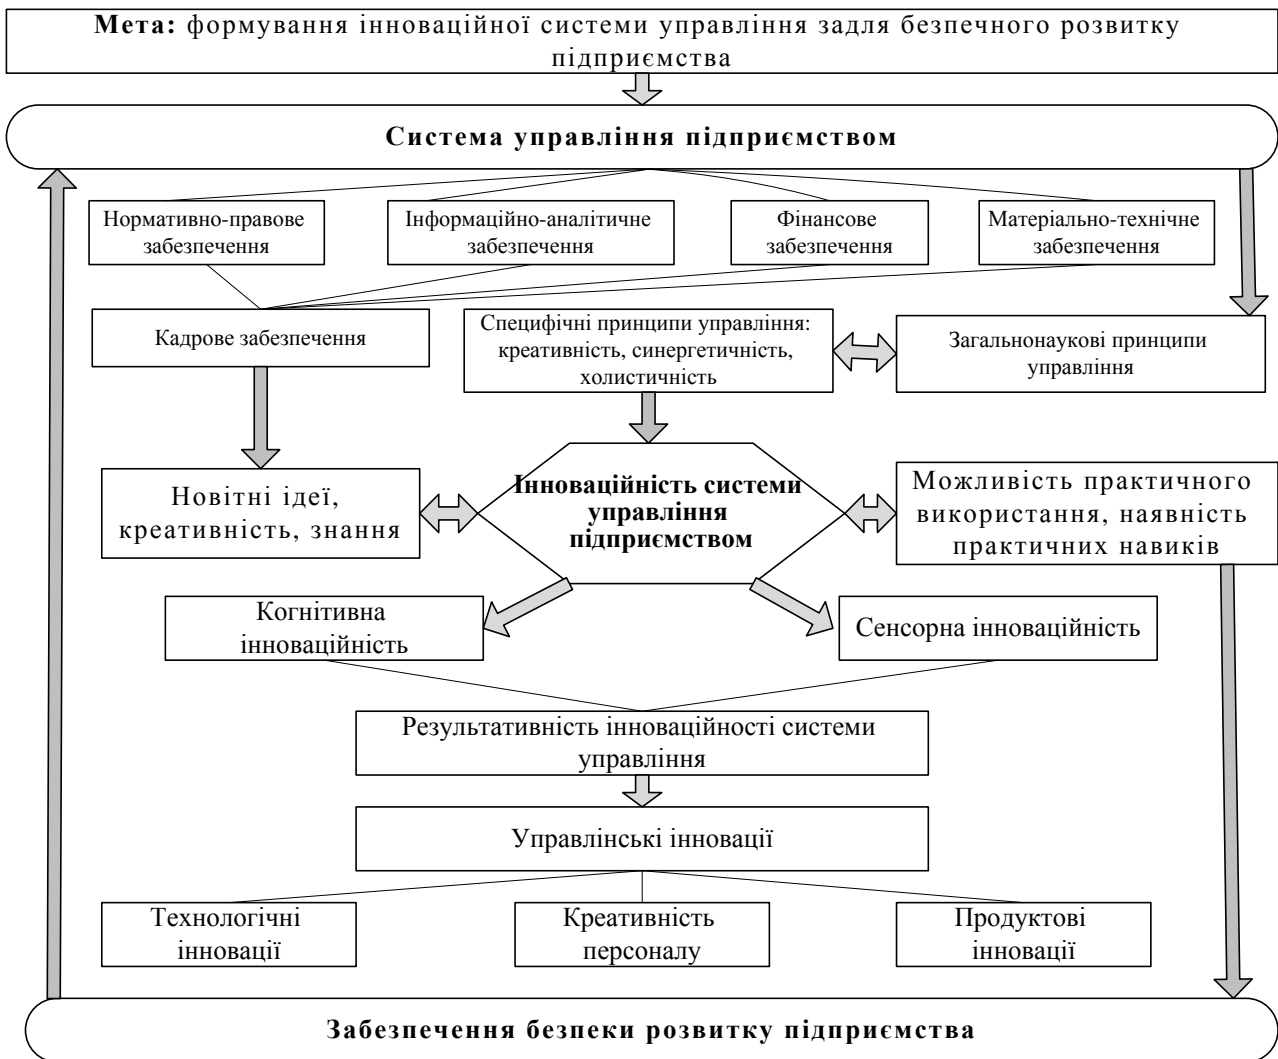 Мета: формування інноваційної системи управління задля безпечного розвитку
підприємства
Система управління підприємством
Нормативно-правове
забезпечення
Інформаційно-аналітичне
забезпечення
Фінансове
забезпечення
Матеріально-технічне
забезпечення
Кадрове забезпечення
Специфічні принципи управління:
креативність, синергетичність,
холистичність
Загальнонаукові принципи
управління
Новітні ідеї,
креативність, знання
Інноваційність системи
управління
підприємством
Можливість практичного
використання, наявність
практичних навиків
Когнітивна
інноваційність
Сенсорна інноваційність
Результативність інноваційності системи
управління
Управлінські інновації
Технологічні
інновації
Креативність
персоналу
Продуктові
інновації
Забезпечення безпеки розвитку підприємства